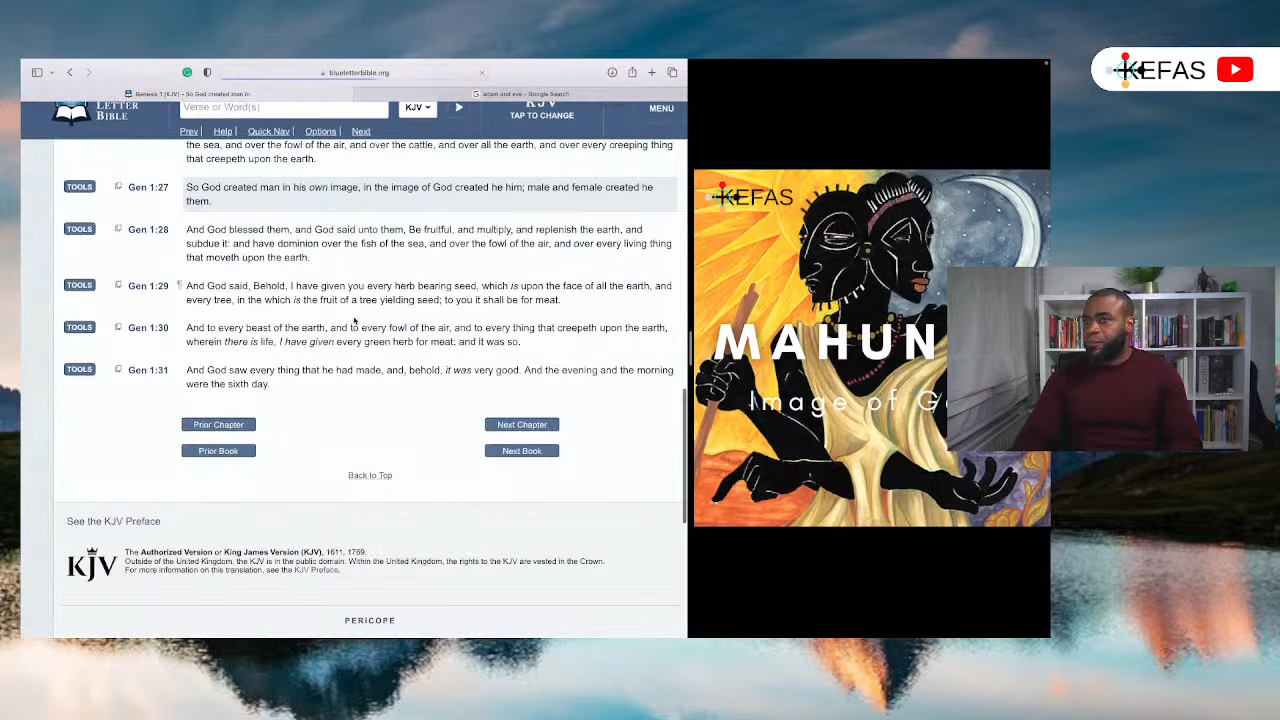 KEFAS
blueletterbible.org
Genesis 1 (KJV) - So God created man in
adam and eve - Google Search
LETTER
BIBLE
Verse or Word(s)
KJV
KJV
TAP TO CHANGE
MENU
Prev | Help | Quick Nav | Options | Next
the sea, and over the fowl of the air, and over the cattle, and over all the earth, and over every creeping thing
that creepeth upon the earth.
TOOLS Gen 1:27 So God created man in his own image, in the image of God created he him; male and female created he
them.
TOOLS Gen 1:28 And God blessed them, and God said unto them, Be fruitful, and multiply, and replenish the earth, and
subdue it: and have dominion over the fish of the sea, and over the fowl of the air, and over every living thing
that moveth upon the earth.
TOOLS Gen 1:29 ¶ And God said, Behold, I have given you every herb bearing seed, which is upon the face of all the earth, and
every tree, in the which is the fruit of a tree yielding seed; to you it shall be for meat.
TOOLS Gen 1:30 And to every beast of the earth, and to every fowl of the air, and to every thing that creepeth upon the earth,
wherein there is life, I have given every green herb for meat: and it was so.
TOOLS Gen 1:31 And God saw every thing that he had made, and, behold, it was very good. And the evening and the morning
were the sixth day.
Prior Chapter
Next Chapter
Prior Book
Next Book
Back to Top
See the KJV Preface
KJV
The Authorized Version or King James Version (KJV), 1611, 1769.
Outside of the United Kingdom, the KJV is in the public domain. Within the United Kingdom, the rights to the KJV are vested in the Crown.
For more information on this translation, see the KJV Preface.
PERICOPE
KEFAS
MAHUN
Image of G